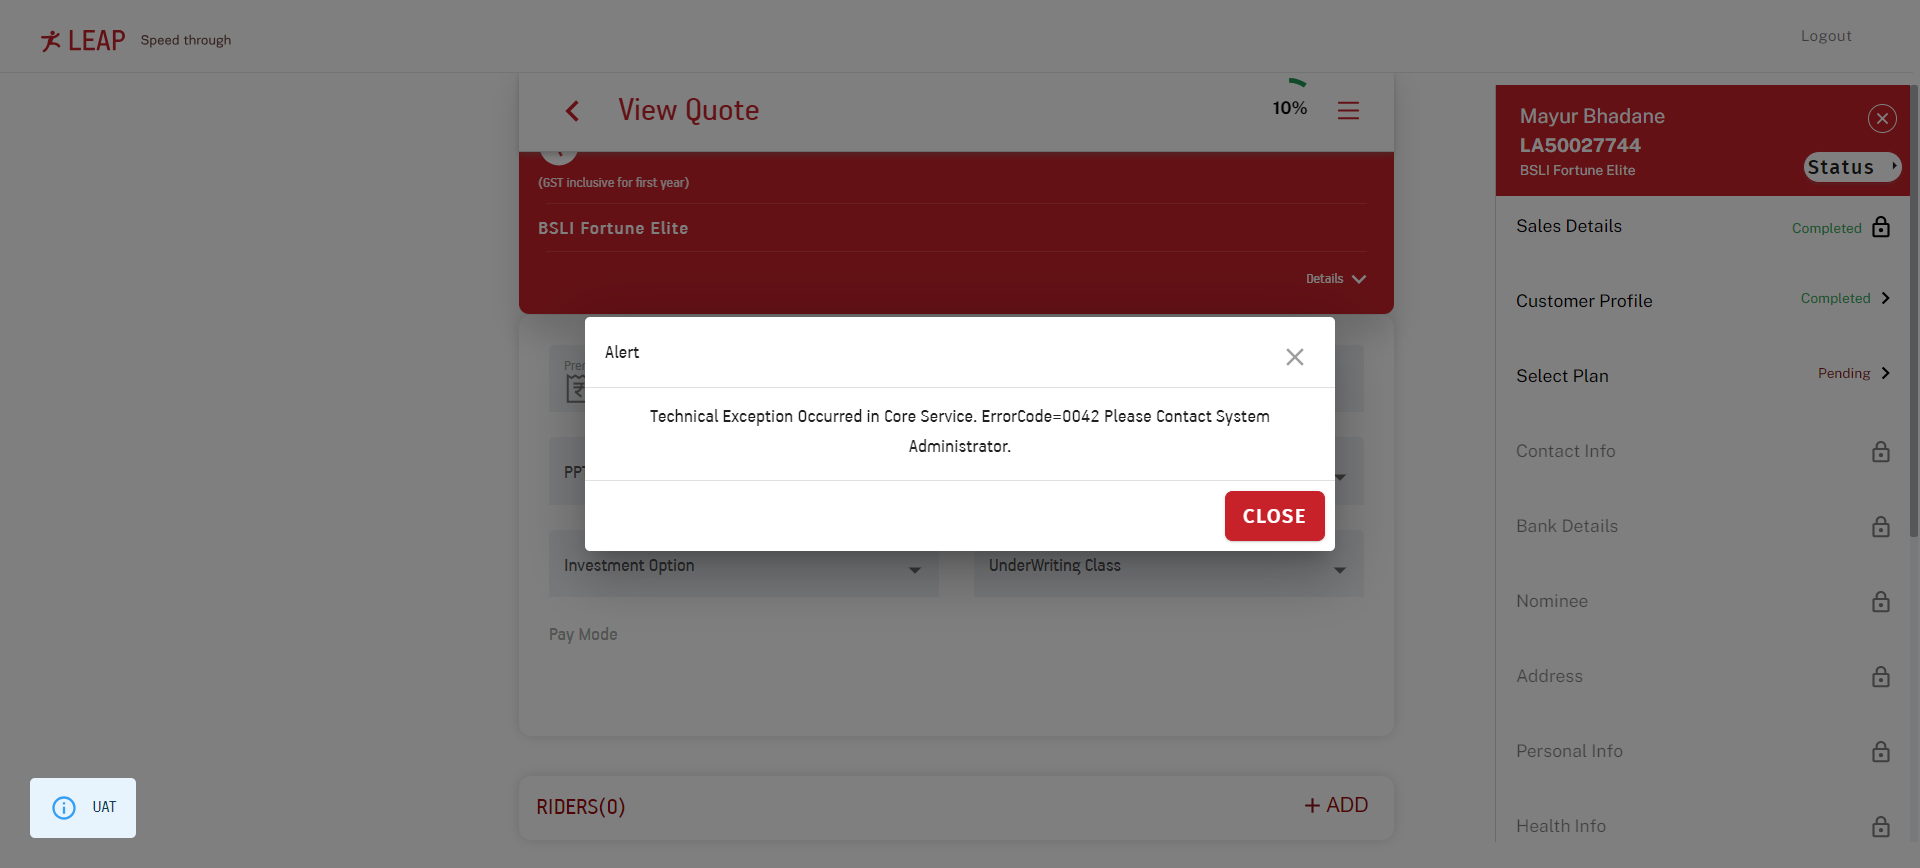 LEAP Speed through
Logout
View Quote
10%
(GST inclusive for first year)
BSLI Fortune Elite
Details
Alert
Technical Exception Occurred in Core Service. ErrorCode=0042 Please Contact System
Administrator.
CLOSE
Investment Option
UnderWriting Class
Pay Mode
RIDERS(0)
+ ADD
UAT
Mayur Bhadane
LA50027744
BSLI Fortune Elite
Status
Sales Details Completed
Customer Profile Completed
Select Plan Pending
Contact Info
Bank Details
Nominee
Address
Personal Info
Health Info